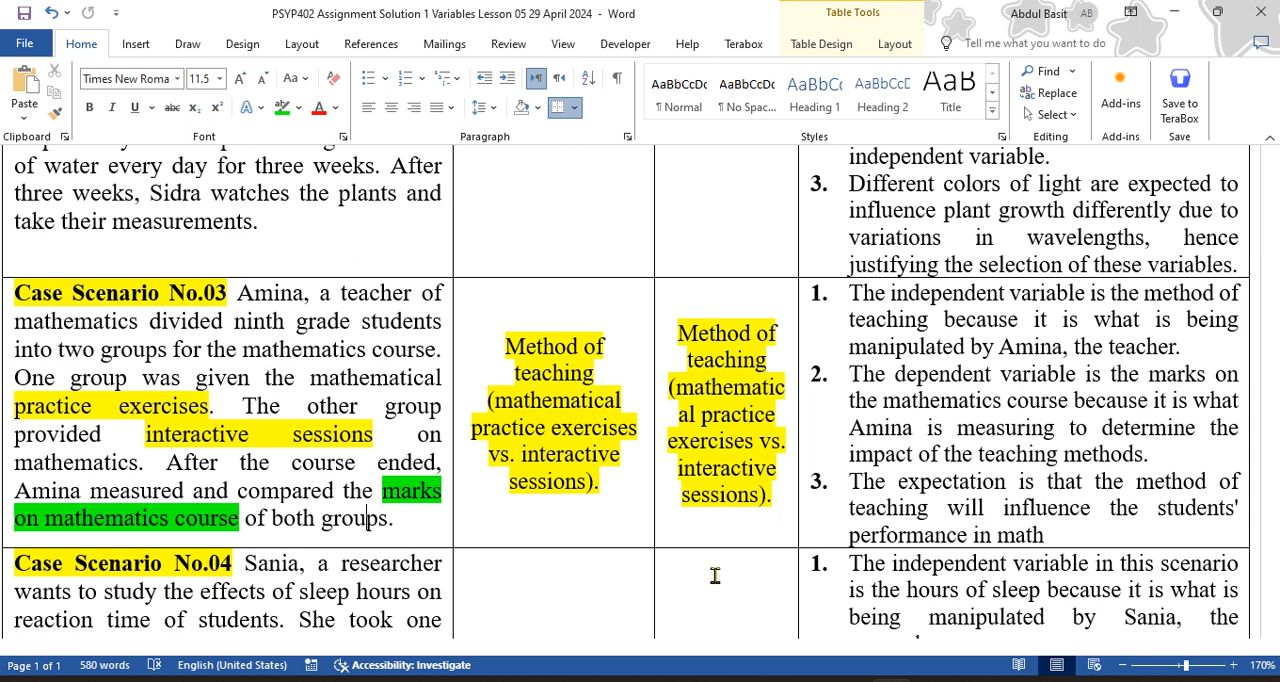 PSYP402 Assignment Solution 1 Variables Lesson 05 29 April 2024 - Word
Table Tools
Abdul Basit AB
File Home Insert Draw Design Layout References Mailings Review View Developer Help Terabox Table Design Layout Tell me what you want to do
Paste
Times New Roma 11.5
AaBbCcDc AaBbCcDc AaBbC( AaBbCcE AaB
¶ Normal ¶ No Spac... Heading 1 Heading 2 Title
Find
Replace
Select
Add-ins
Save to
TeraBox
Clipboard Font Paragraph Styles Editing Add-ins Save
of water every day for three weeks. After
three weeks, Sidra watches the plants and
take their measurements.
independent variable.
3. Different colors of light are expected to
influence plant growth differently due to
variations in wavelengths, hence
justifying the selection of these variables.
Case Scenario No.03 Amina, a teacher of
mathematics divided ninth grade students
into two groups for the mathematics course.
One group was given the mathematical
practice exercises. The other group
provided interactive sessions on
mathematics. After the course ended,
Amina measured and compared the marks
on mathematics course of both groups.
Method of
teaching
(mathematical
practice exercises
vs. interactive
sessions).
Method of
teaching
(mathematic
al practice
exercises vs.
interactive
sessions).
1. The independent variable is the method of
teaching because it is what is being
manipulated by Amina, the teacher.
2. The dependent variable is the marks on
the mathematics course because it is what
Amina is measuring to determine the
impact of the teaching methods.
3. The expectation is that the method of
teaching will influence the students'
performance in math
Case Scenario No.04 Sania, a researcher
wants to study the effects of sleep hours on
reaction time of students. She took one
1. The independent variable in this scenario
is the hours of sleep because it is what is
being manipulated by Sania, the
Page 1 of 1 580 words English (United States) Accessibility: Investigate 170%